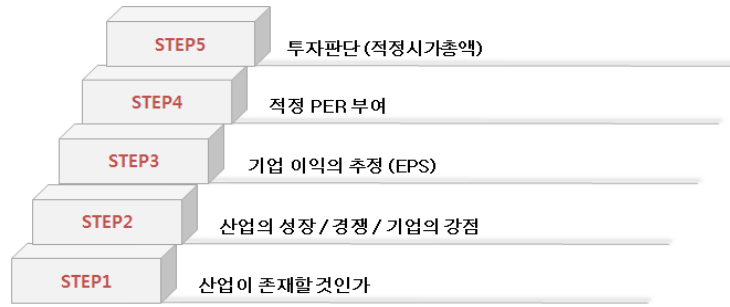 STEP5 투자판단 (적정시가총액)
STEP4 적정 PER 부여
STEP3 기업 이익의 추정 (EPS)
STEP2 산업의 성장 / 경쟁 / 기업의 강점
STEP1 산업이 존재할 것인가